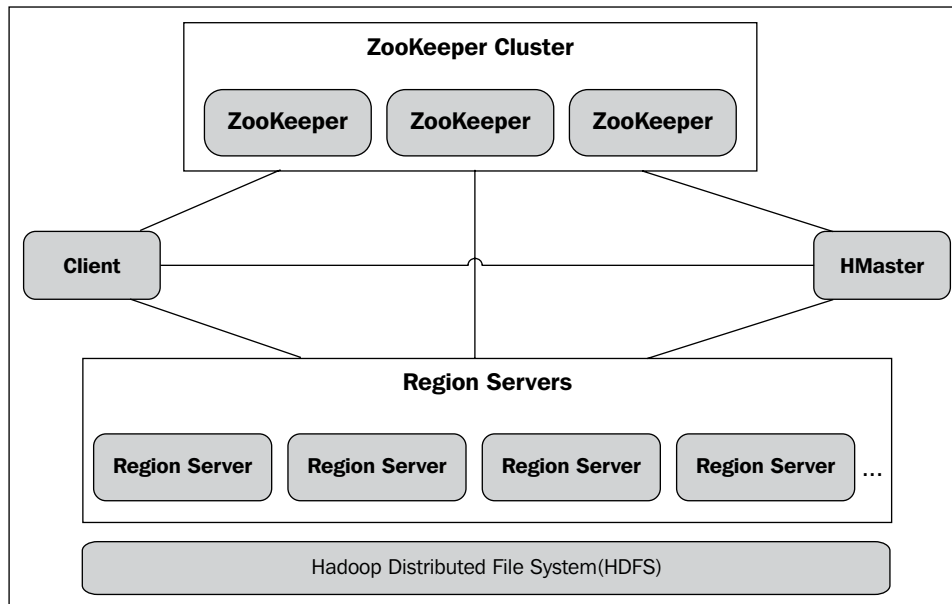 ZooKeeper Cluster
ZooKeeper
ZooKeeper
ZooKeeper
Client
HMaster
Region Servers
Region Server
Region Server
Region Server
Region Server
...
Hadoop Distributed File System(HDFS)